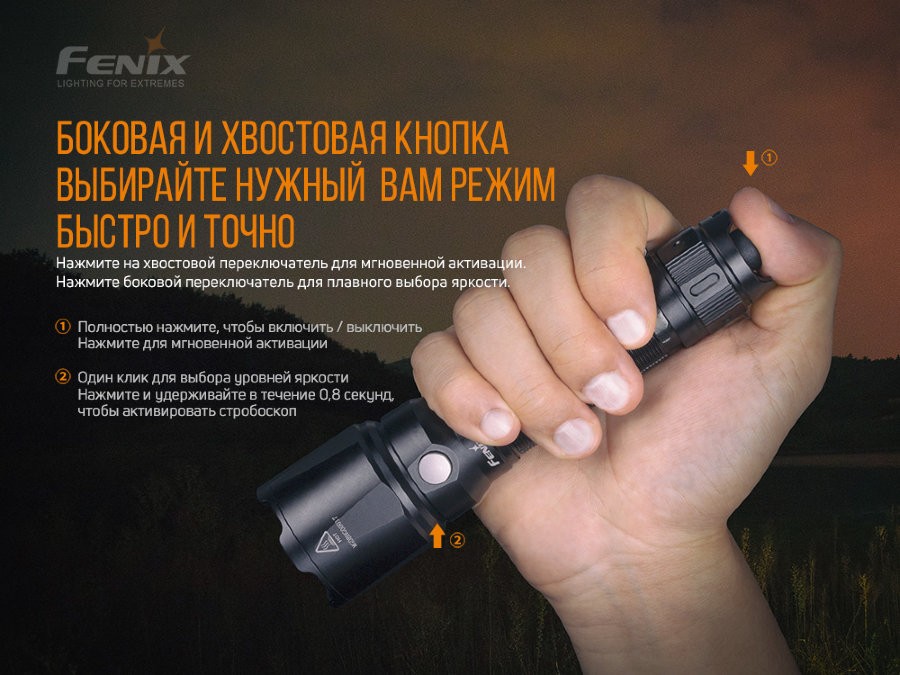 FENIX
LIGHTING FOR EXTREMES
БОКОВАЯ И ХВОСТОВАЯ КНОПКА
ВЫБИРАЙТЕ НУЖНЫЙ ВАМ РЕЖИМ
БЫСТРО И ТОЧНО
Нажмите на хвостовой переключатель для мгновенной активации.
Нажмите боковой переключатель для плавного выбора яркости.
1 Полностью нажмите, чтобы включить / выключить
Нажмите для мгновенной активации
2 Один клик для выбора уровней яркости
Нажмите и удерживайте в течение 0,8 секунд,
чтобы активировать стробоскоп
1
FENIX
HOT
2